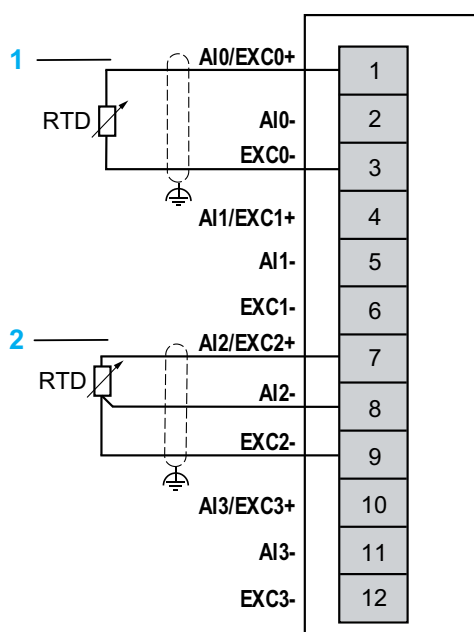 1
AI0/EXC0+
1
RTD
AI0-
2
EXC0-
3
AI1/EXC1+
4
AI1-
5
EXC1-
6
2
AI2/EXC2+
7
RTD
AI2-
8
EXC2-
9
AI3/EXC3+
10
AI3-
11
EXC3-
12